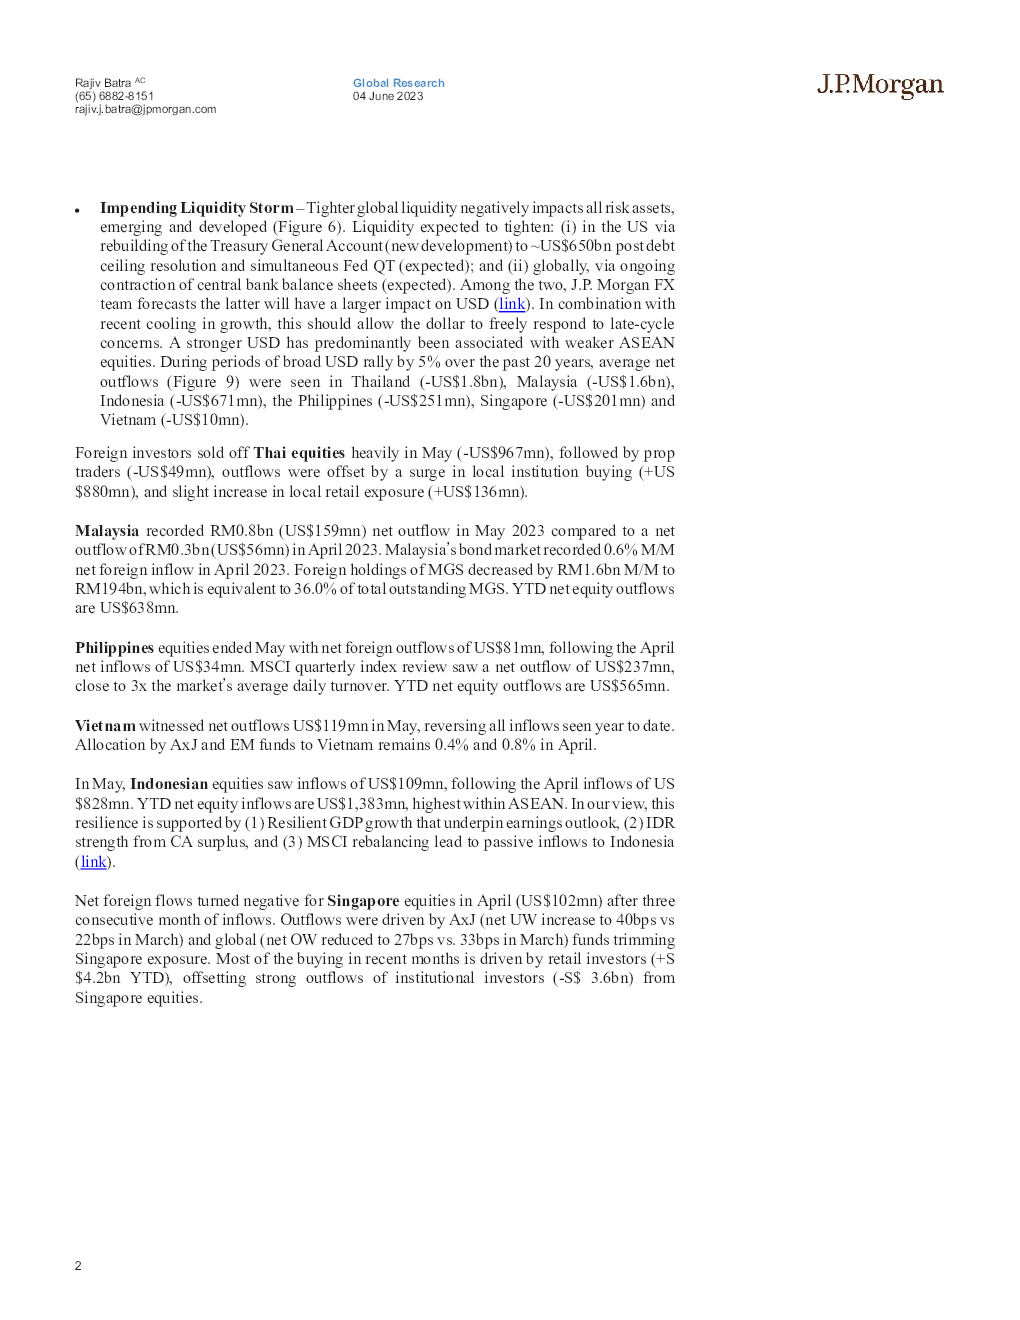 Rajiv Batra AC
(65) 6882-8151
rajiv.j.batra@jpmorgan.com
Global Research
04 June 2023
J.P.Morgan
• Impending Liquidity Storm – Tighter global liquidity negatively impacts all risk assets,
emerging and developed (Figure 6). Liquidity expected to tighten: (i) in the US via
rebuilding of the Treasury General Account (new development) to ~US$650bn post debt
ceiling resolution and simultaneous Fed QT (expected); and (ii) globally, via ongoing
contraction of central bank balance sheets (expected). Among the two, J.P. Morgan FX
team forecasts the latter will have a larger impact on USD (link). In combination with
recent cooling in growth, this should allow the dollar to freely respond to late-cycle
concerns. A stronger USD has predominantly been associated with weaker ASEAN
equities. During periods of broad USD rally by 5% over the past 20 years, average net
outflows (Figure 9) were seen in Thailand (-US$1.8bn), Malaysia (-US$1.6bn),
Indonesia (-US$671mn), the Philippines (-US$251mn), Singapore (-US$201mn) and
Vietnam (-US$10mn).
Foreign investors sold off Thai equities heavily in May (-US$967mn), followed by prop
traders (-US$49mn), outflows were offset by a surge in local institution buying (+US
$880mn), and slight increase in local retail exposure (+US$136mn).
Malaysia recorded RM0.8bn (US$159mn) net outflow in May 2023 compared to a net
outflow of RM0.3bn (US$56mn) in April 2023. Malaysia's bond market recorded 0.6% M/M
net foreign inflow in April 2023. Foreign holdings of MGS decreased by RM1.6bn M/M to
RM194bn, which is equivalent to 36.0% of total outstanding MGS. YTD net equity outflows
are US$638mn.
Philippines equities ended May with net foreign outflows of US$81mn, following the April
net inflows of US$34mn. MSCI quarterly index review saw a net outflow of US$237mn,
close to 3x the market's average daily turnover. YTD net equity outflows are US$565mn.
Vietnam witnessed net outflows US$119mn in May, reversing all inflows seen year to date.
Allocation by AxJ and EM funds to Vietnam remains 0.4% and 0.8% in April.
In May, Indonesian equities saw inflows of US$109mn, following the April inflows of US
$828mn. YTD net equity inflows are US$1,383mn, highest within ASEAN. In our view, this
resilience is supported by (1) Resilient GDP growth that underpin earnings outlook, (2) IDR
strength from CA surplus, and (3) MSCI rebalancing lead to passive inflows to Indonesia
(link).
Net foreign flows turned negative for Singapore equities in April (US$102mn) after three
consecutive month of inflows. Outflows were driven by AxJ (net UW increase to 40bps vs
22bps in March) and global (net OW reduced to 27bps vs. 33bps in March) funds trimming
Singapore exposure. Most of the buying in recent months is driven by retail investors (+S
$4.2bn YTD), offsetting strong outflows of institutional investors (-S$ 3.6bn) from
Singapore equities.
2